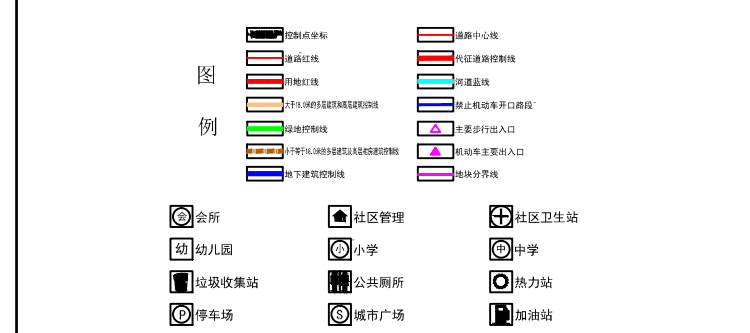 图例
控制点坐标
道路中心线
道路红线
代征道路控制线
用地红线
河道蓝线
大于18.0米的多层建筑和高层建筑控制线
禁止机动车开口路段
绿地控制线
主要步行出入口
小于等于18.0米的多层建筑及高层裙房建筑控制线
机动车主要出入口
地下建筑控制线
地块分界线
会 会所
社区管理
社区卫生站
幼 幼儿园
小 小学
中 中学
垃圾收集站
公共厕所
热力站
P 停车场
S 城市广场
加油站